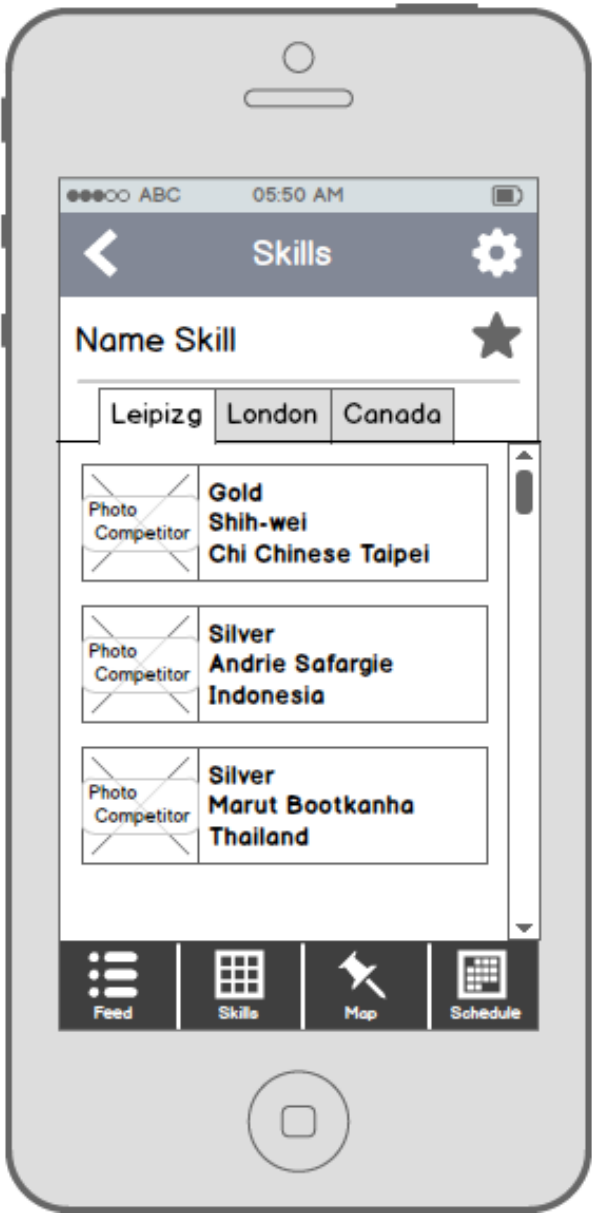 ABC 05:50 AM
Skills
Name Skill
Leipizg London Canada
Photo
Competitor
Gold
Shih-wei
Chi Chinese Taipei
Photo
Competitor
Silver
Andrie Safargie
Indonesia
Photo
Competitor
Silver
Marut Bootkanha
Thailand
Feed Skills Map Schedule